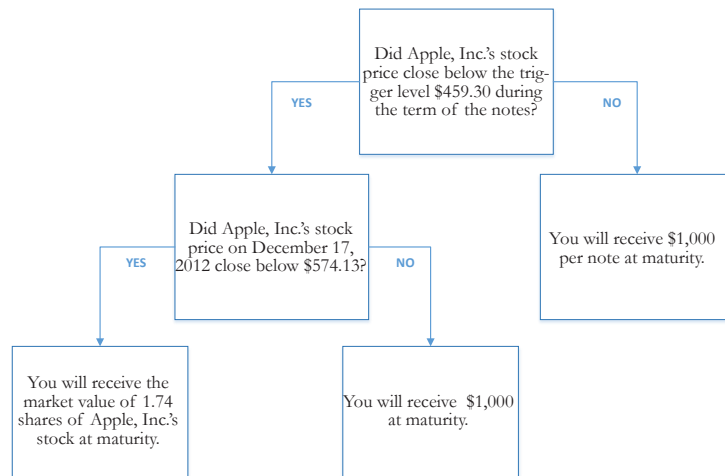 Did Apple, Inc.'s stock
price close below the trig-
ger level $459.30 during
the term of the notes?
YES
NO
Did Apple, Inc.'s stock
price on December 17,
2012 close below $574.13?
You will receive $1,000
per note at maturity.
YES
NO
You will receive the
market value of 1.74
shares of Apple, Inc.'s
stock at maturity.
You will receive $1,000
at maturity.